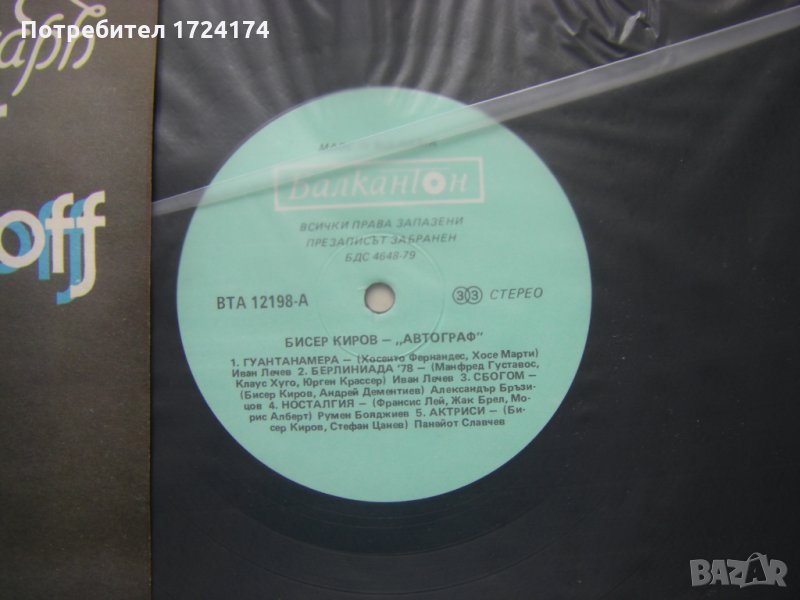 Потребител 1724174
off
БалканТон
ВСИЧКИ ПРАВА ЗАПАЗЕНИ
ПРЕЗАПИСЪТ ЗАБРАНЕН
БДС 4648-79
ВТА 12198-А
33 СТЕРЕО
БИСЕР КИРОВ – „АВТОГРАФ"
1. ГУАНТАНАМЕРА – (Хосаито Фернандес, Хосе Марти)
Иван Лечев 2. БЕРЛИНИАДА '78 – (Манфред Густавос,
Клаус Хуго, Юрген Крассер) Иван Лечев 3. СБОГОМ –
(Бисер Киров, Андрей Дементиев) Александър Бръзи-
цов 4. НОСТАЛГИЯ – (Франсис Лей, Жак Брел, Мо-
рис Алберт) Румен Бояджиев 5. АКТРИСИ – (Би-
сер Киров, Стефан Цанев) Панайот Славчев
BAZAR